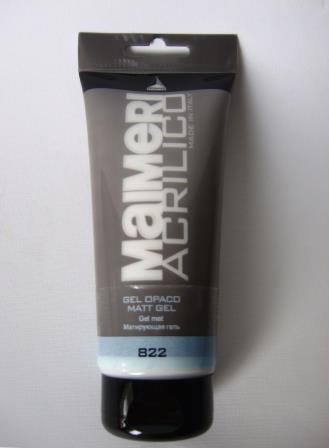 MaIMERI
ACRILICO
MADE IN ITALY
GEL OPACO
MATT GEL
Gel mat
Матирующая гель
822